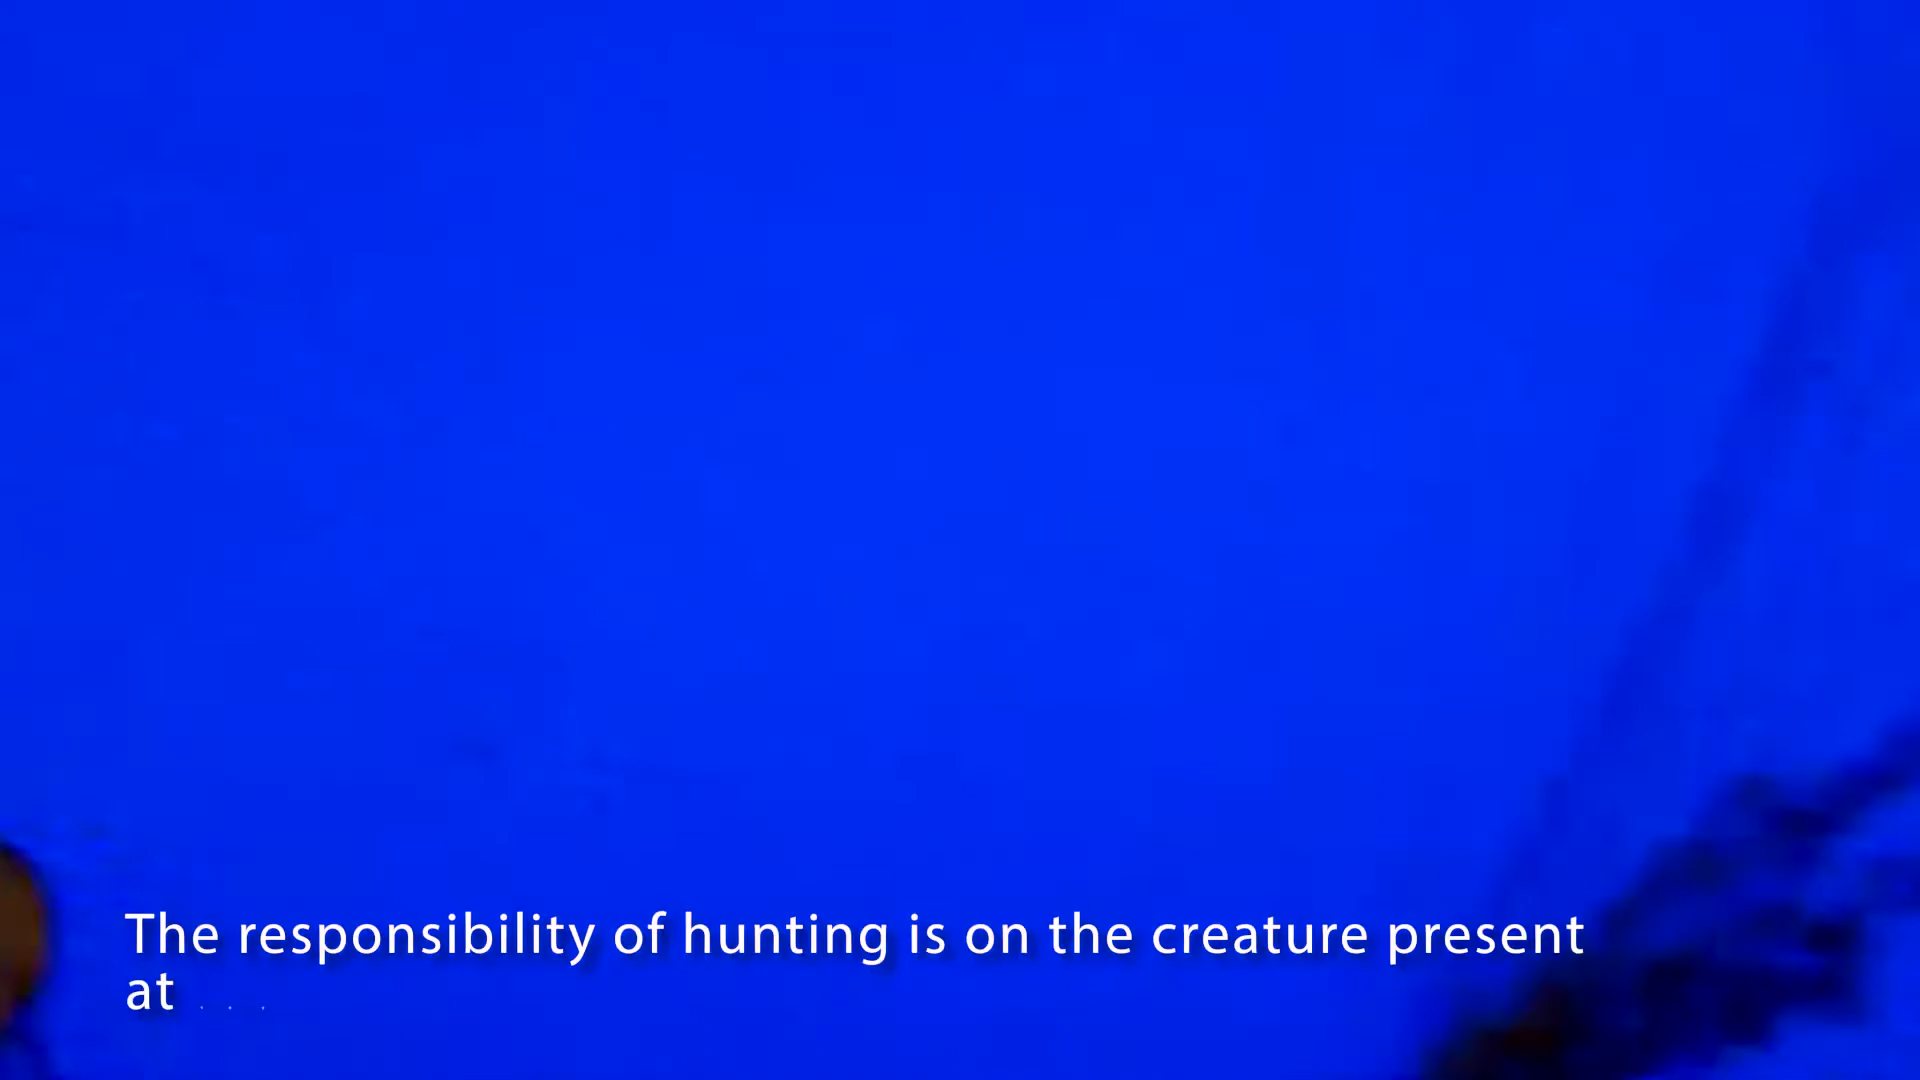 The responsibility of hunting is on the creature present
at . . .